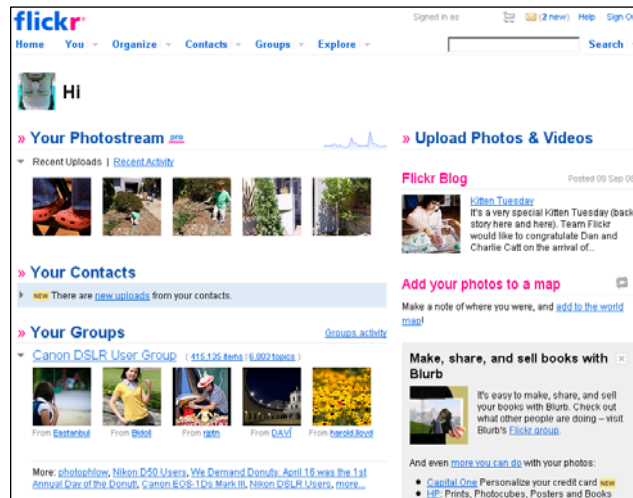 flickr
Signed in as (2 new) Help Sign Ou
Home You Organize Contacts Groups Explore Search
Hi
» Your Photostream pro
Recent Uploads | Recent Activity
» Your Contacts
NEW There are new uploads from your contacts.
» Your Groups Groups activity
Canon DSLR User Group ( 415,135 items | 6,803 topics )
From Eastanbul From Bidoll From riptn From DAVÍ From harold.lloyd
More: photophlow, Nikon D50 Users, We Demand Donuts: April 16 was the 1st
Annual Day of the Donut!, Canon EOS-1Ds Mark III, Nikon DSLR Users, more...
» Upload Photos & Videos
Flickr Blog Posted 09 Sep 08
Kitten Tuesday
It's a very special Kitten Tuesday (back
story here and here). Team Flickr
would like to congratulate Dan and
Charlie Catt on the arrival of...
Add your photos to a map
Make a note of where you were, and add to the world
map!
Make, share, and sell books with
Blurb
It's easy to make, share, and sell
your books with Blurb. Check out
what other people are doing – visit
Blurb's Flickr group.
And even more you can do with your photos:
Capital One Personalize your credit card NEW
HP: Prints, Photocubes, Posters and Books